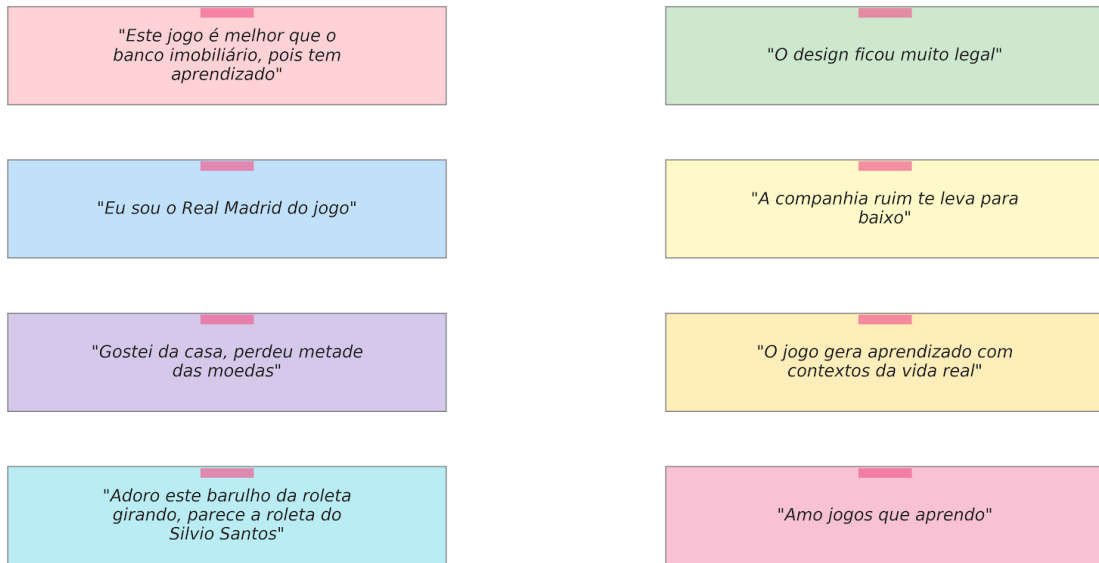 "Este jogo é melhor que o
banco imobiliário, pois tem
aprendizado"
"O design ficou muito legal"
"Eu sou o Real Madrid do jogo"
"A companhia ruim te leva para
baixo"
"Gostei da casa, perdeu metade
das moedas"
"O jogo gera aprendizado com
contextos da vida real"
"Adoro este barulho da roleta
girando, parece a roleta do
Silvio Santos"
"Amo jogos que aprendo"